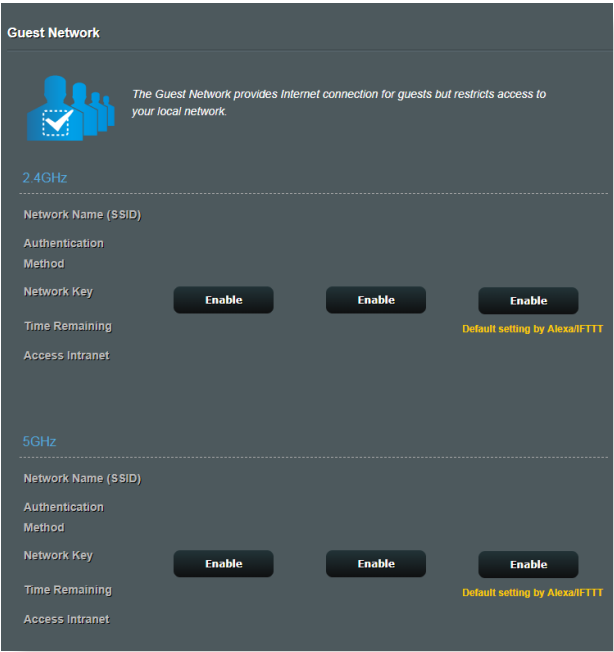 Guest Network
The Guest Network provides Internet connection for guests but restricts access to
your local network.
2.4GHz
Network Name (SSID)
Authentication
Method
Network Key
Enable Enable Enable
Time Remaining
Default setting by Alexa/IFTTT
Access Intranet
5GHz
Network Name (SSID)
Authentication
Method
Network Key
Enable Enable Enable
Time Remaining
Default setting by Alexa/IFTTT
Access Intranet